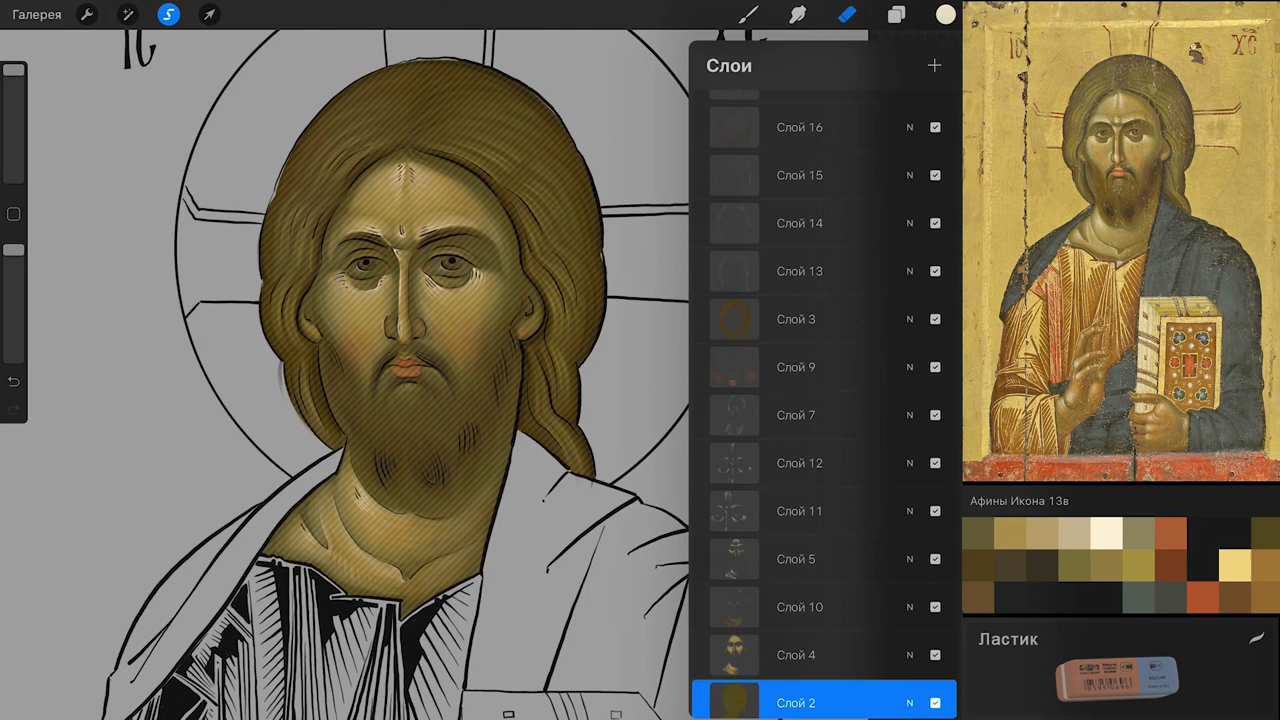 Галерея
IC
Слои
Слой 16
N
Слой 15
N
Слой 14
N
Слой 13
N
Слой 3
N
Слой 9
N
Слой 7
N
Слой 12
N
Слой 11
N
Слой 5
N
Слой 10
N
Слой 4
N
Слой 2
N
IC
XC
Афины Икона 13в
Ластик